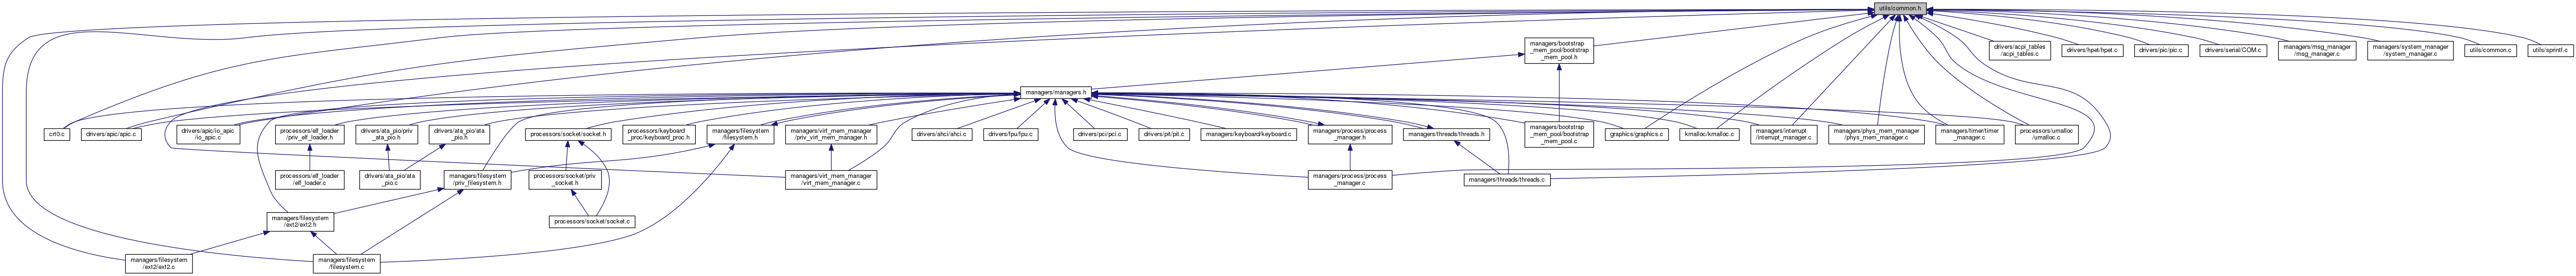 utils/common.h
managers/bootstrap
_mem_pool/bootstrap
_mem_pool.h
drivers/acpi_tables
/acpi_tables.c
drivers/hpet/hpet.c
drivers/pic/pic.c
drivers/serial/COM.c
managers/msg_manager
/msg_manager.c
managers/system_manager
/system_manager.c
utils/common.c
utils/sprintf.c
managers/managers.h
crt0.c
drivers/apic/apic.c
drivers/apic/io_apic
/io_apic.c
processors/elf_loader
/priv_elf_loader.h
drivers/ata_pio/priv
_ata_pio.h
drivers/ata_pio/ata
_pio.h
processors/socket/socket.h
processors/keyboard
_proc/keyboard_proc.h
managers/filesystem
/filesystem.h
managers/virt_mem_manager
/priv_virt_mem_manager.h
drivers/ahci/ahci.c
drivers/fpu/fpu.c
drivers/pci/pci.c
drivers/pit/pit.c
managers/keyboard/keyboard.c
managers/process/process
_manager.h
managers/threads/threads.h
managers/bootstrap
_mem_pool/bootstrap
_mem_pool.c
graphics/graphics.c
kmalloc/kmalloc.c
managers/interrupt
/interrupt_manager.c
managers/phys_mem_manager
/phys_mem_manager.c
managers/timer/timer
_manager.c
processors/umalloc
/umalloc.c
processors/elf_loader
/elf_loader.c
drivers/ata_pio/ata
_pio.c
managers/filesystem
/priv_filesystem.h
processors/socket/priv
_socket.h
managers/virt_mem_manager
/virt_mem_manager.c
managers/process/process
_manager.c
managers/threads/threads.c
managers/filesystem
/ext2/ext2.h
processors/socket/socket.c
managers/filesystem
/ext2/ext2.c
managers/filesystem
/filesystem.c